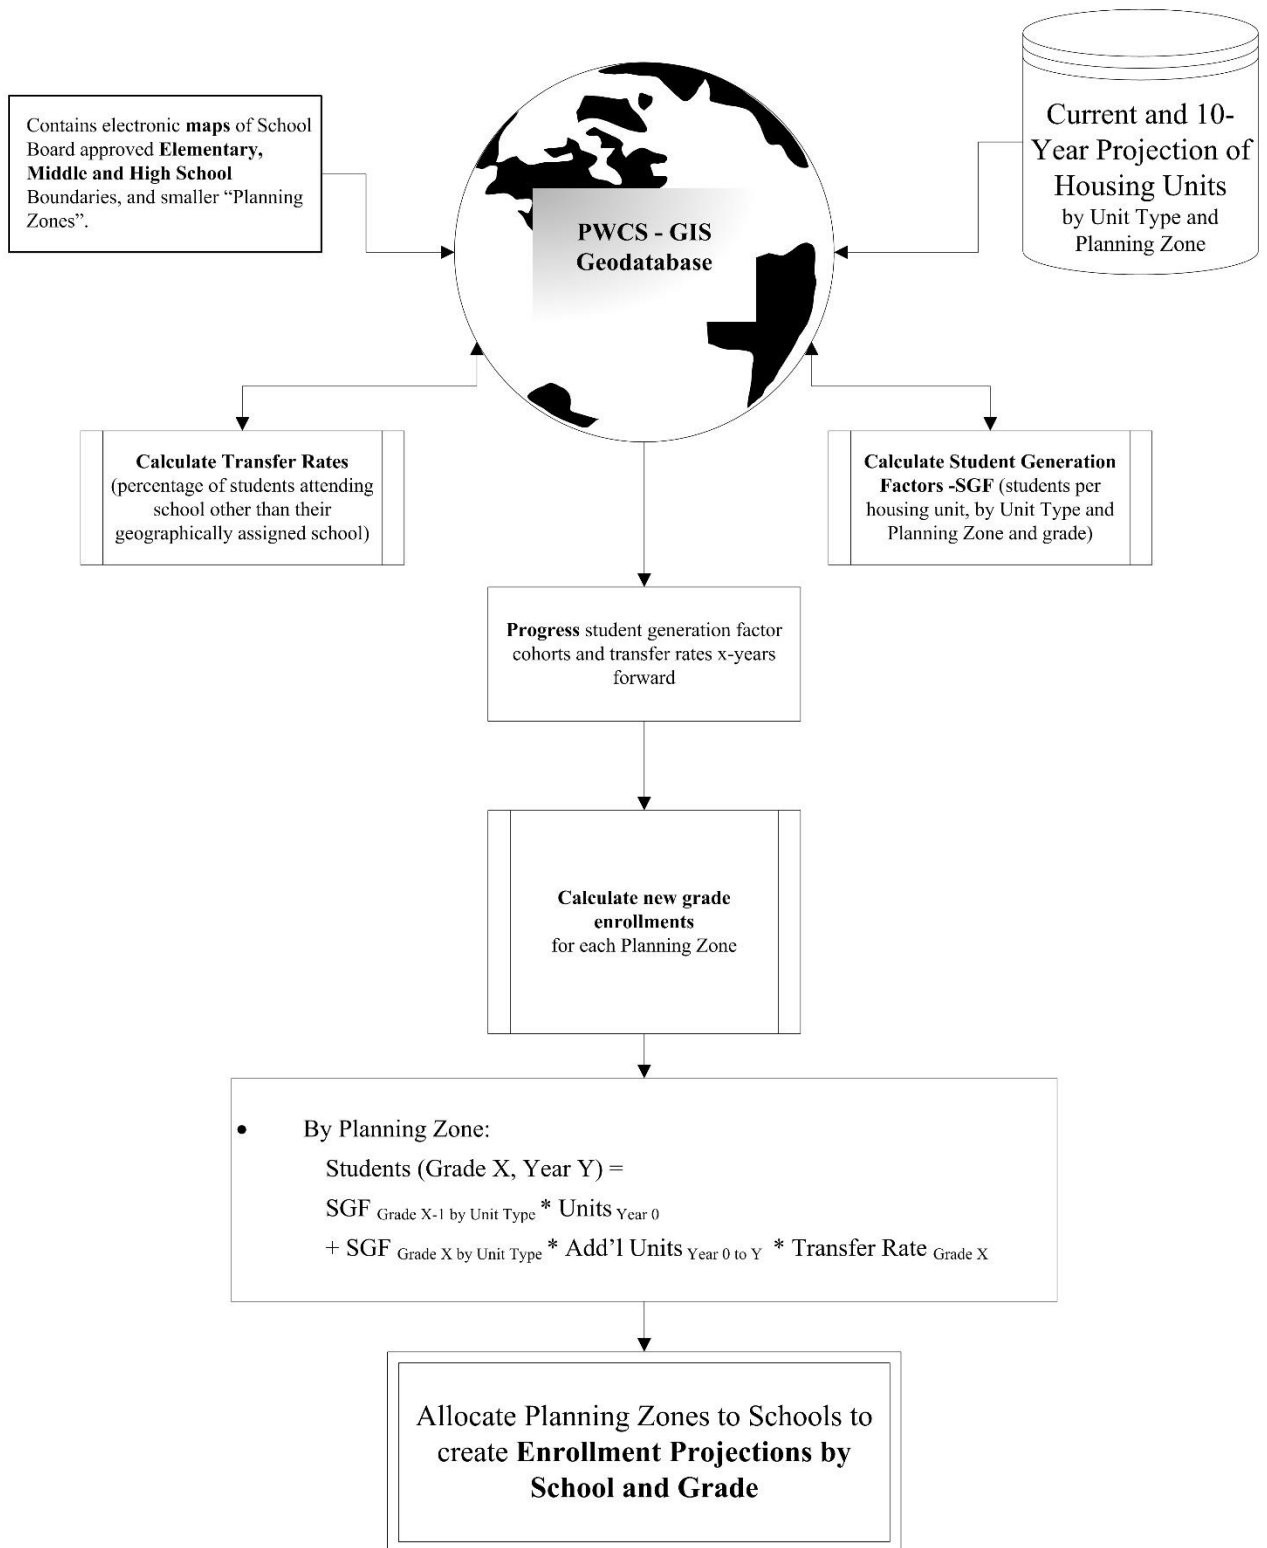 Contains electronic maps of School
Board approved Elementary,
Middle and High School
Boundaries, and smaller “Planning
Zones”.
PWCS - GIS
Geodatabase
Current and 10-
Year Projection of
Housing Units
by Unit Type and
Planning Zone
Calculate Transfer Rates
(percentage of students attending
school other than their
geographically assigned school)
Calculate Student Generation
Factors -SGF (students per
housing unit, by Unit Type and
Planning Zone and grade)
Progress student generation factor
cohorts and transfer rates x-years
forward
Calculate new grade
enrollments
for each Planning Zone
• By Planning Zone:
Students (Grade X, Year Y) =
SGF Grade X-1 by Unit Type * Units Year 0
+ SGF Grade X by Unit Type * Add’l Units Year 0 to Y * Transfer Rate Grade X
Allocate Planning Zones to Schools to
create Enrollment Projections by
School and Grade